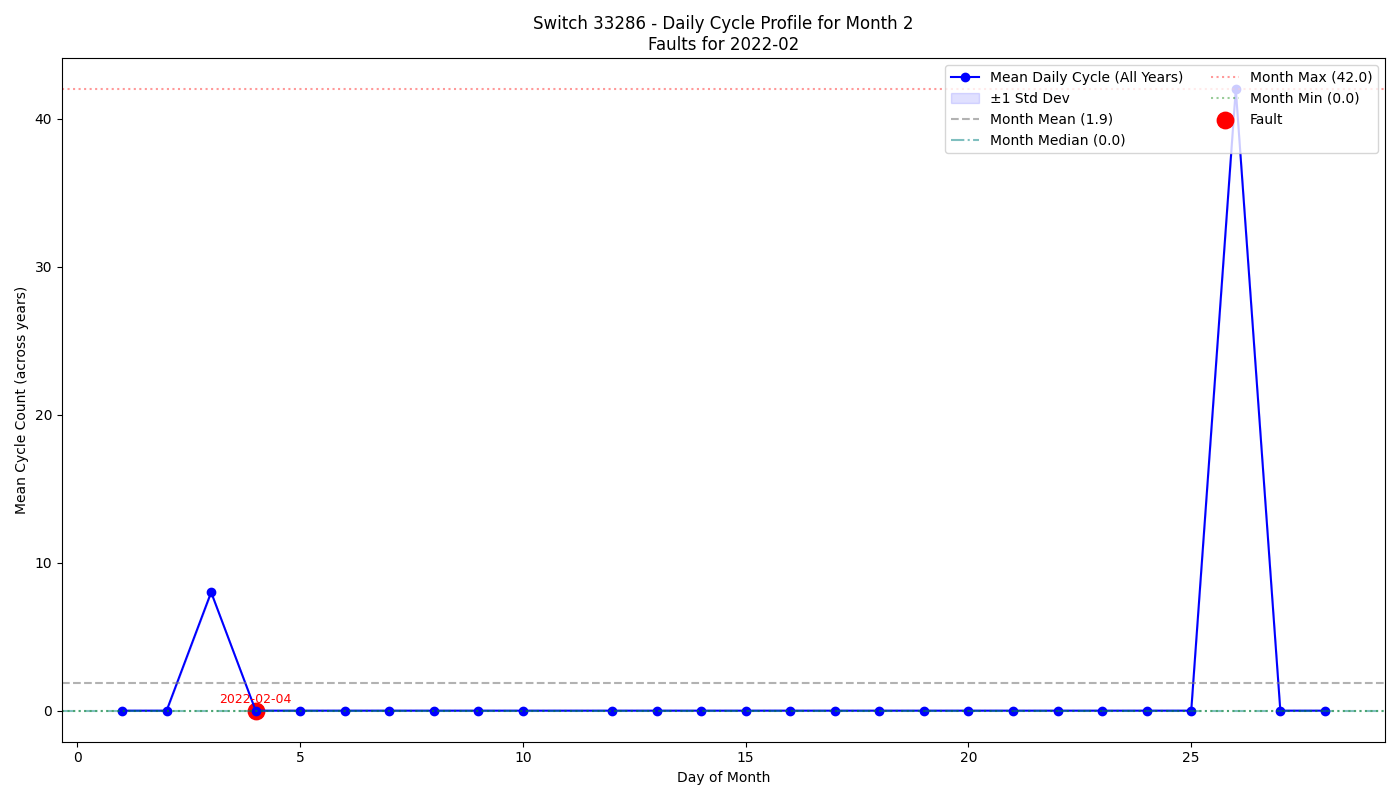 Switch 33286 - Daily Cycle Profile for Month 2
Faults for 2022-02
Mean Daily Cycle (All Years)
±1 Std Dev
Month Mean (1.9)
Month Median (0.0)
Month Max (42.0)
Month Min (0.0)
Fault
Mean Cycle Count (across years)
40
30
20
10
0
2022-02-04
0
5
10
15
20
25
Day of Month